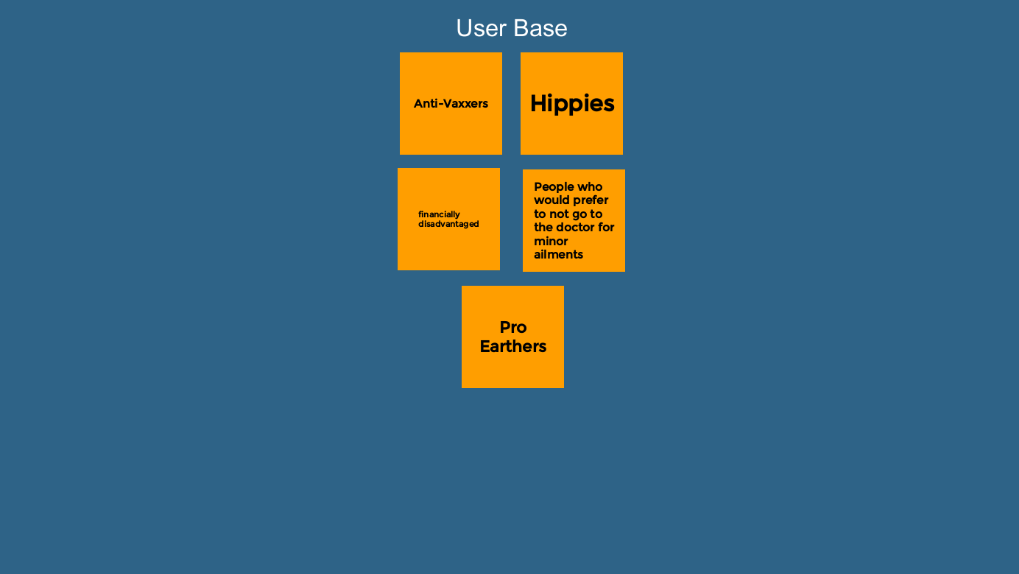 User Base
Anti-Vaxxers
Hippies
financially
disadvantaged
People who
would prefer
to not go to
the doctor for
minor
ailments
Pro
Earthers